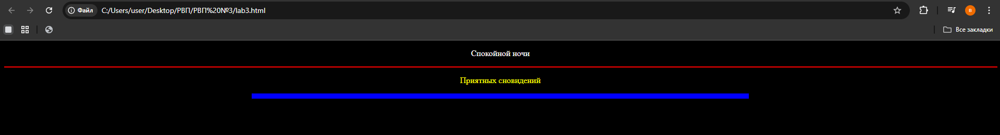 Файл C:/Users/user/Desktop/РВП/РВП%20№3/lab3.html
В
Все закладки
Спокойной ночи
Приятных сновидений